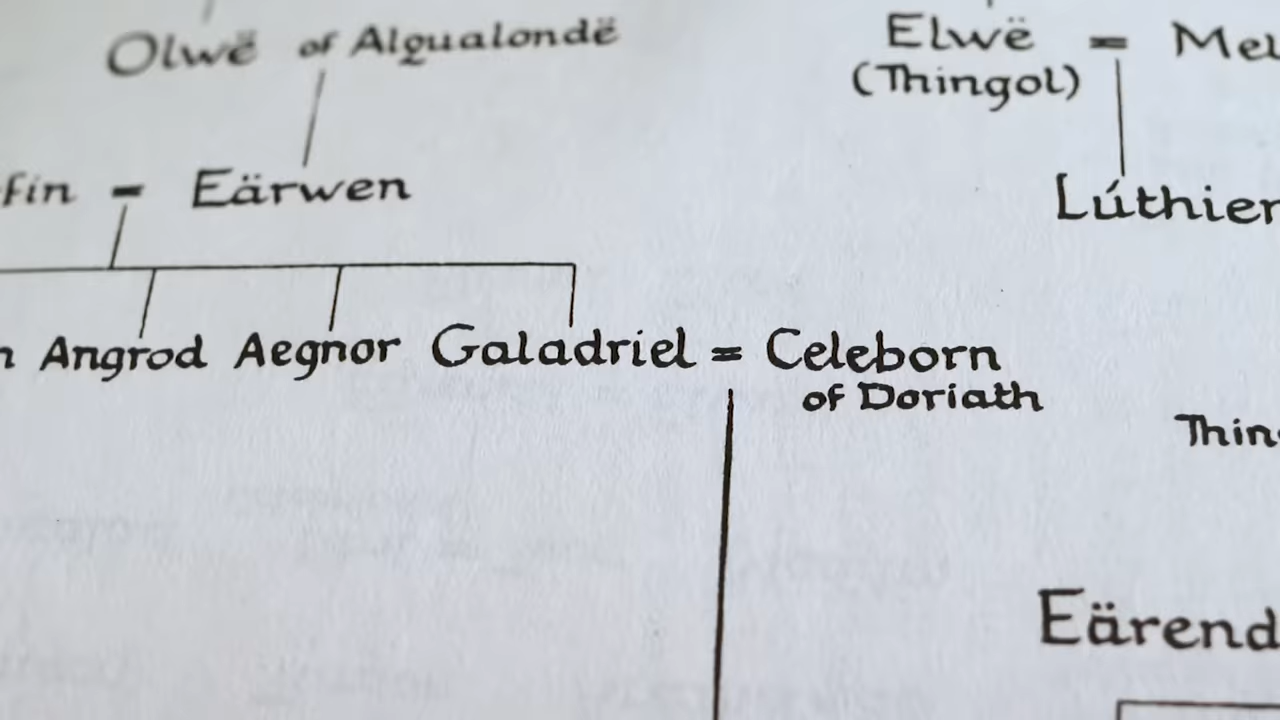 Olwë of Alqualondë
Elwë = Mel
(Thingol)
fin = Eärwen
Lúthien
n Angrod Aegnor Galadriel = Celeborn
of Doriath
Thin
Eärend